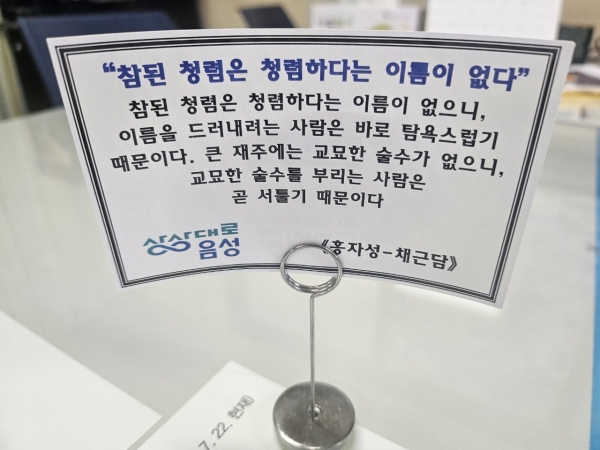 “참된 청렴은 청렴하다는 이름이 없다”
참된 청렴은 청렴하다는 이름이 없으니,
이름을 드러내려는 사람은 바로 탐욕스럽기
때문이다. 큰 재주에는 교묘한 술수가 없으니,
교묘한 술수를 부리는 사람은
곧 서툴기 때문이다
상상대로
음성
《홍자성-채근담》
7. 22. 현재